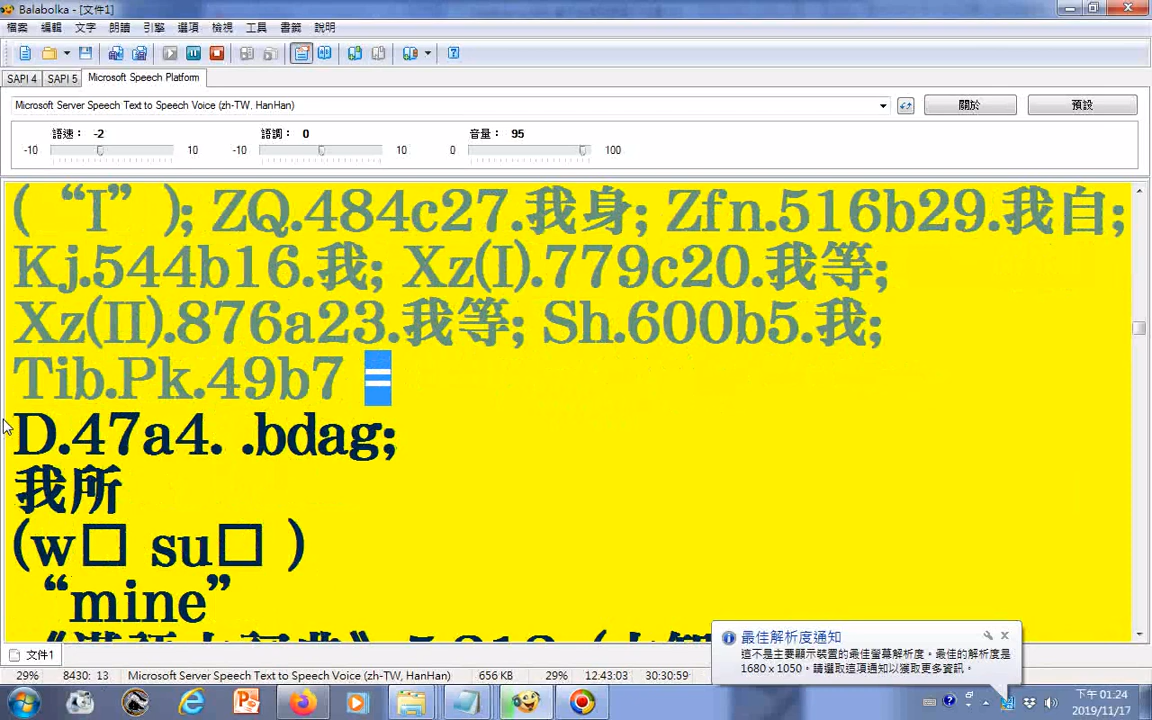 Balabolka - [文件1]
檔案 編輯 文字 朗讀 引擎 選項 檢視 工具 書籤 說明
SAPI 4 SAPI 5 Microsoft Speech Platform
Microsoft Server Speech Text to Speech Voice (zh-TW, HanHan) 關於 預設
語速： -2 語調： 0 音量： 95
-10 10 -10 10 0 100
(“I”); ZQ.484c27.我身; Zfn.516b29.我自;
Kj.544b16.我; Xz(I).779c20.我等;
Xz(II).876a23.我等; Sh.600b5.我;
Tib.Pk.49b7 =
D.47a4. .bdag;
我所
(w□ su□ )
“mine”
最佳解析度通知
這不是主要顯示裝置的最佳螢幕解析度。最佳的解析度是
1680 x 1050。請選取這項通知以獲取更多資訊。
文件1
29% 8430: 13 Microsoft Server Speech Text to Speech Voice (zh-TW, HanHan) 656 KB 29% 12:43:03 30:30:59
下午 01:24
2019/11/17